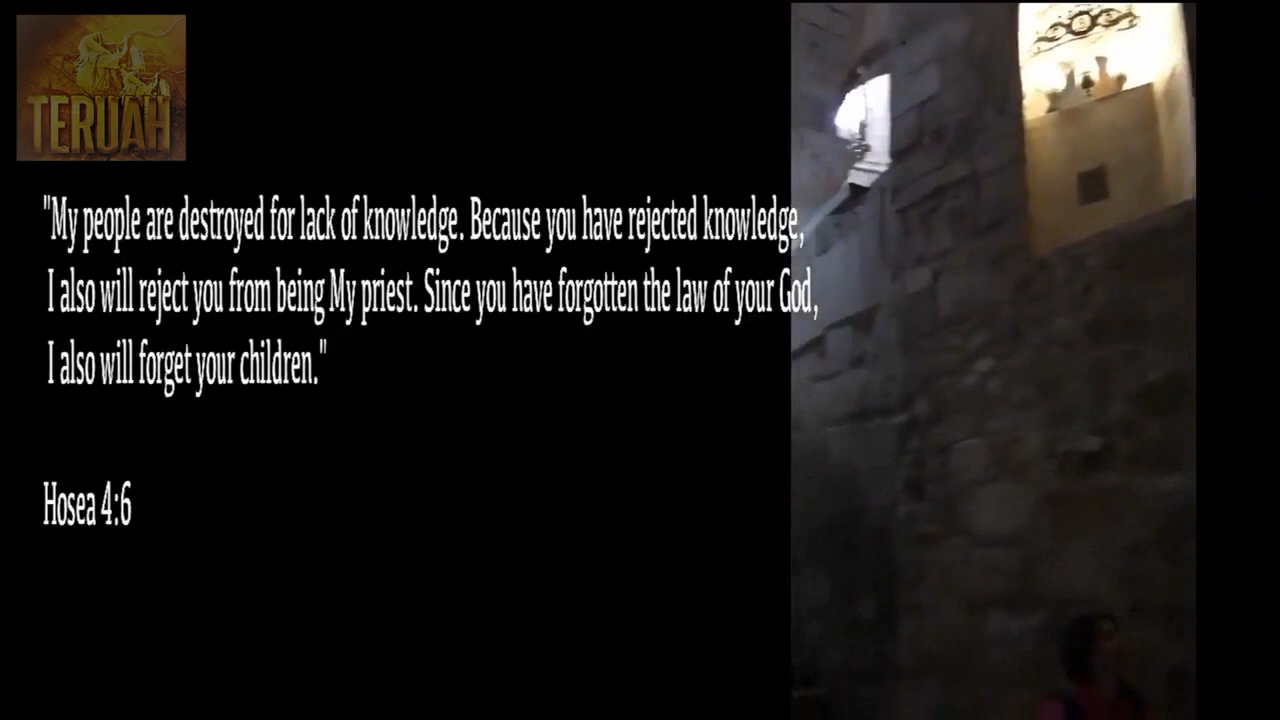 TERUAH
"My people are destroyed for lack of knowledge. Because you have rejected knowledge,
I also will reject you from being My priest. Since you have forgotten the law of your God,
I also will forget your children."
Hosea 4:6